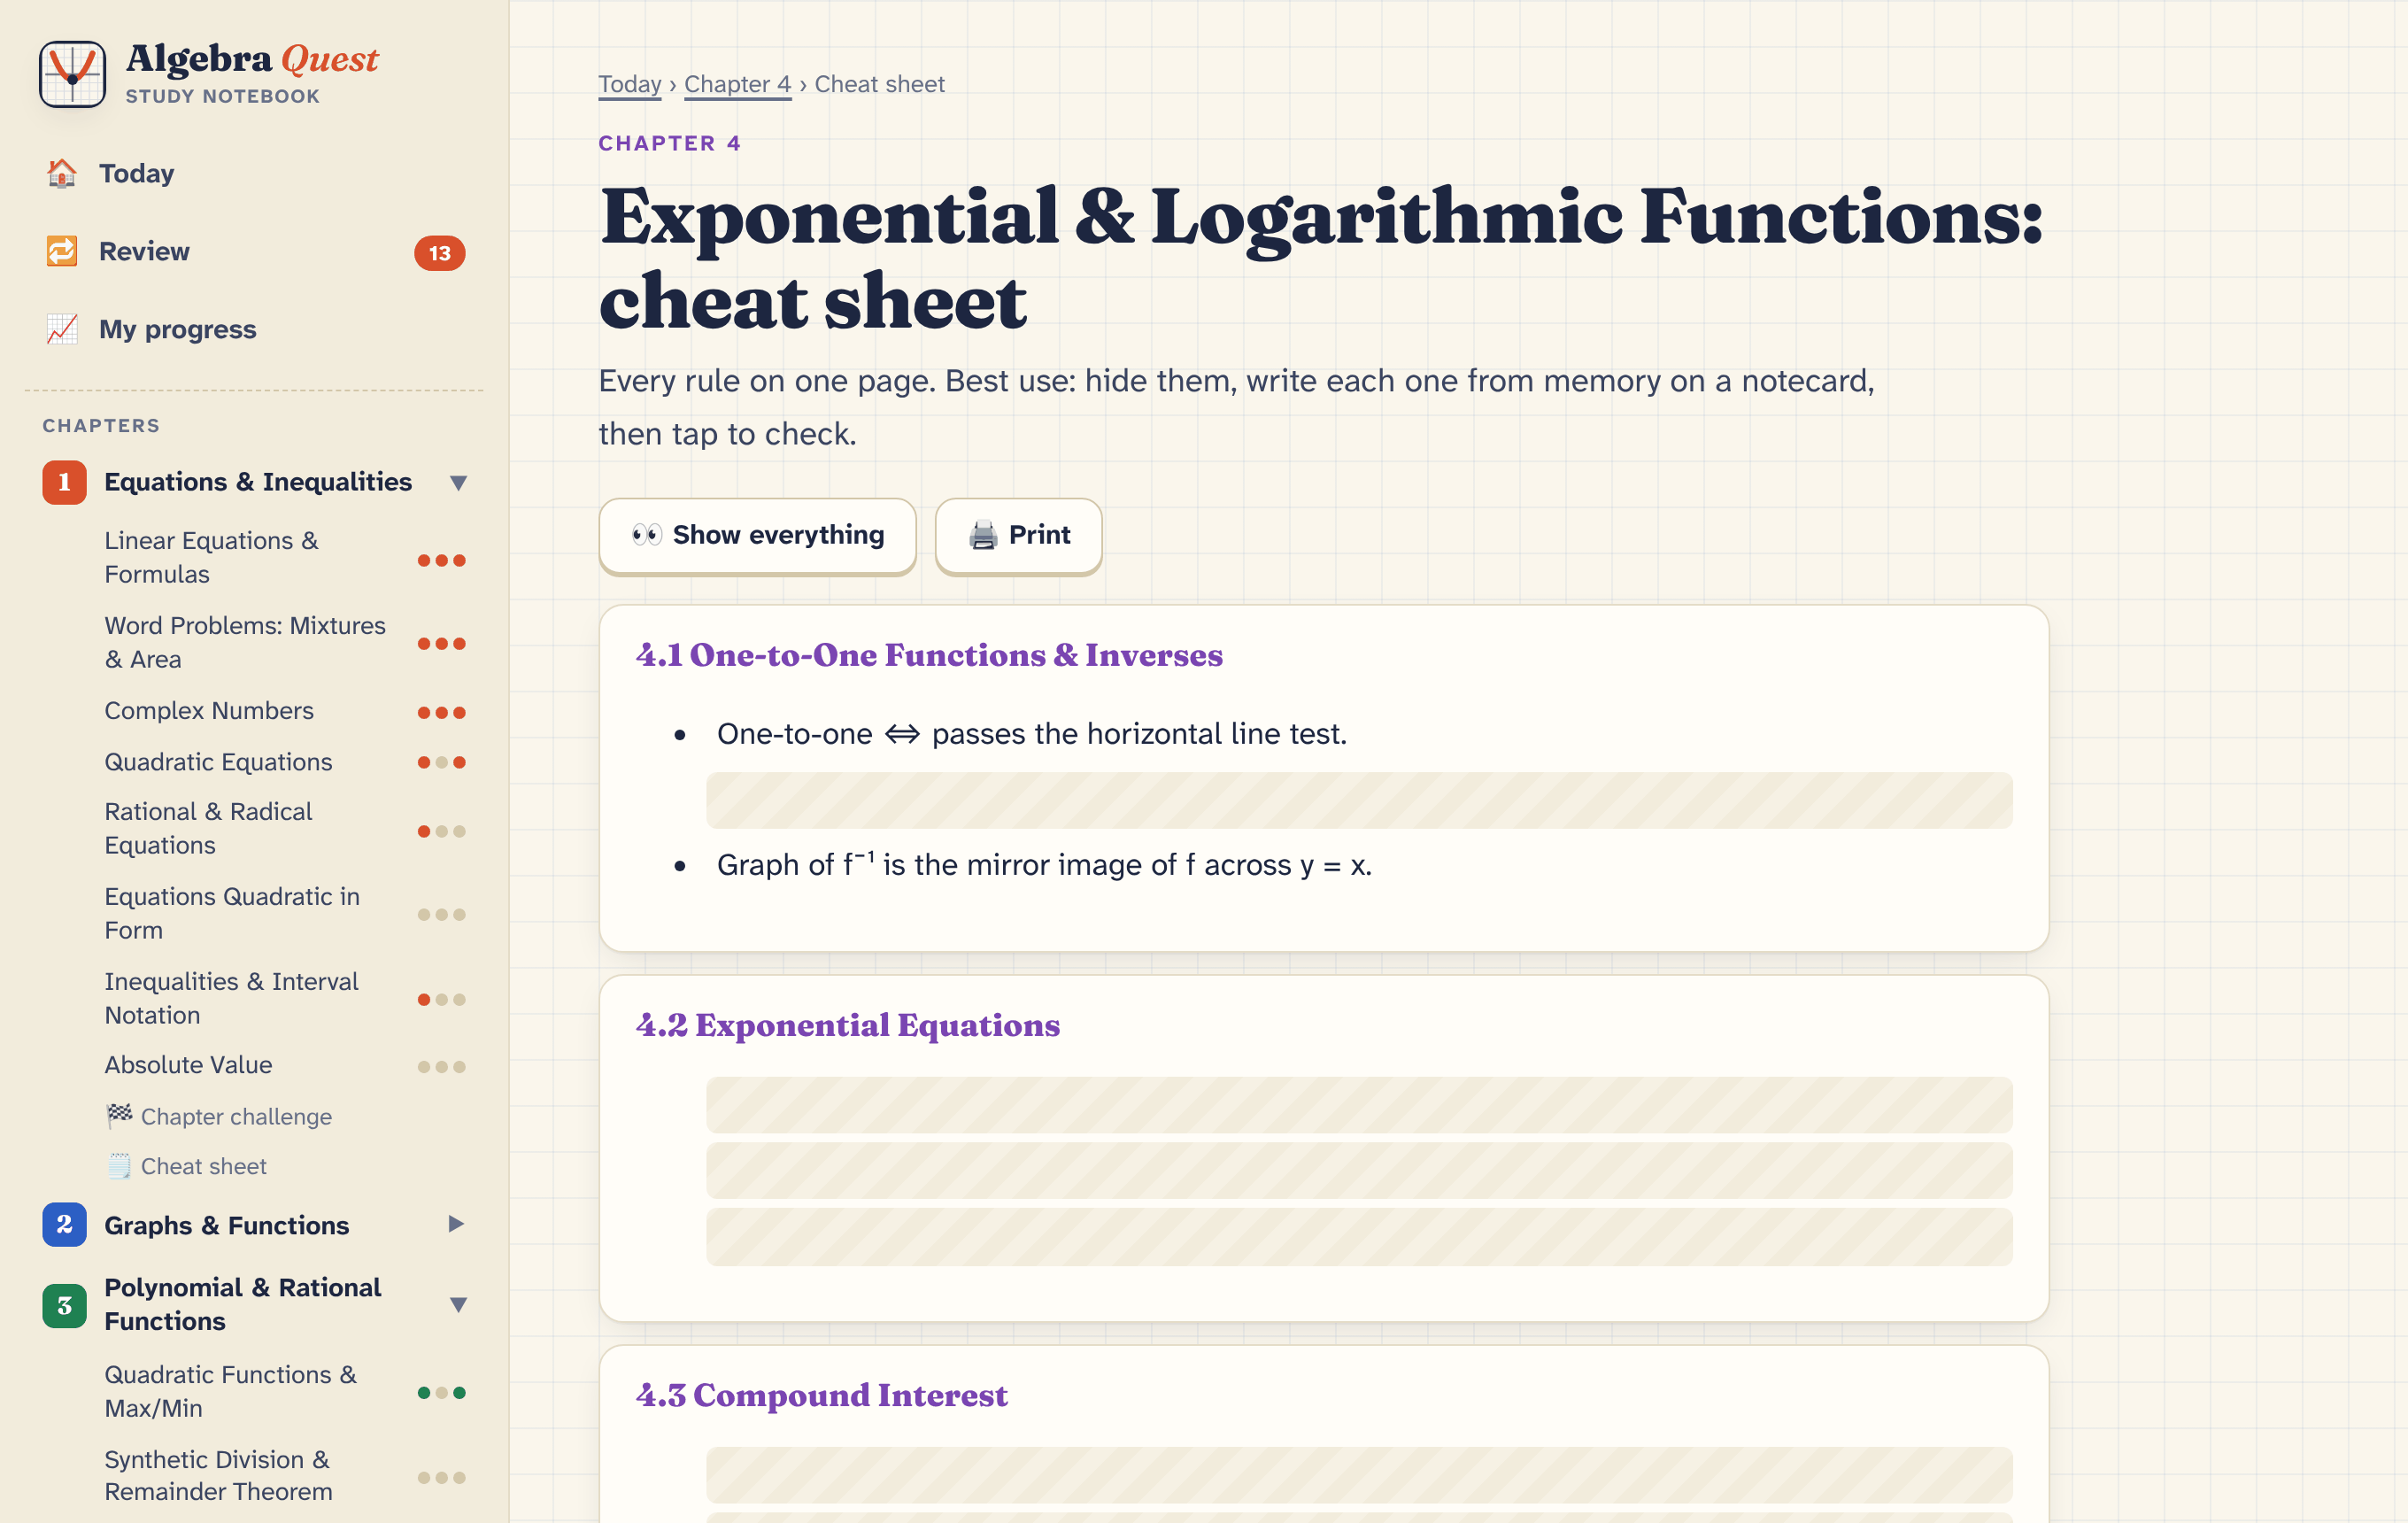 Algebra Quest
STUDY NOTEBOOK
Today
Review
13
My progress
CHAPTERS
1 Equations & Inequalities
Linear Equations &
Formulas
Word Problems: Mixtures
& Area
Complex Numbers
Quadratic Equations
Rational & Radical
Equations
Equations Quadratic in
Form
Inequalities & Interval
Notation
Absolute Value
Chapter challenge
Cheat sheet
2 Graphs & Functions
3 Polynomial & Rational
Functions
Quadratic Functions &
Max/Min
Synthetic Division &
Remainder Theorem
Today › Chapter 4 › Cheat sheet
CHAPTER 4
Exponential & Logarithmic Functions:
cheat sheet
Every rule on one page. Best use: hide them, write each one from memory on a notecard,
then tap to check.
Show everything
Print
4.1 One-to-One Functions & Inverses
• One-to-one ⇔ passes the horizontal line test.
• Graph of f⁻¹ is the mirror image of f across y = x.
4.2 Exponential Equations
4.3 Compound Interest